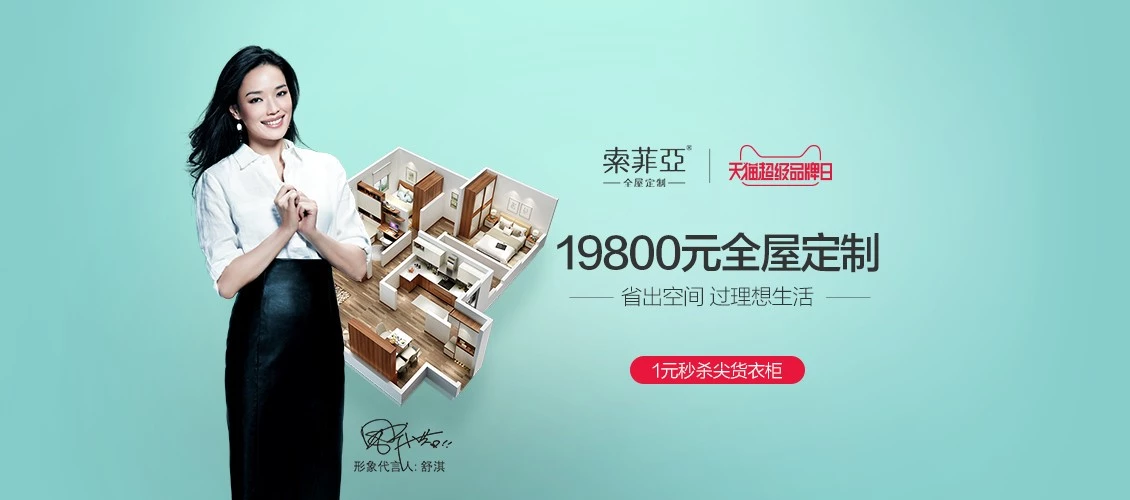 索菲亞®
全屋定制
天猫超级品牌日
19800元全屋定制
省出空间 过理想生活
1元秒杀尖货衣柜
形象代言人: 舒淇